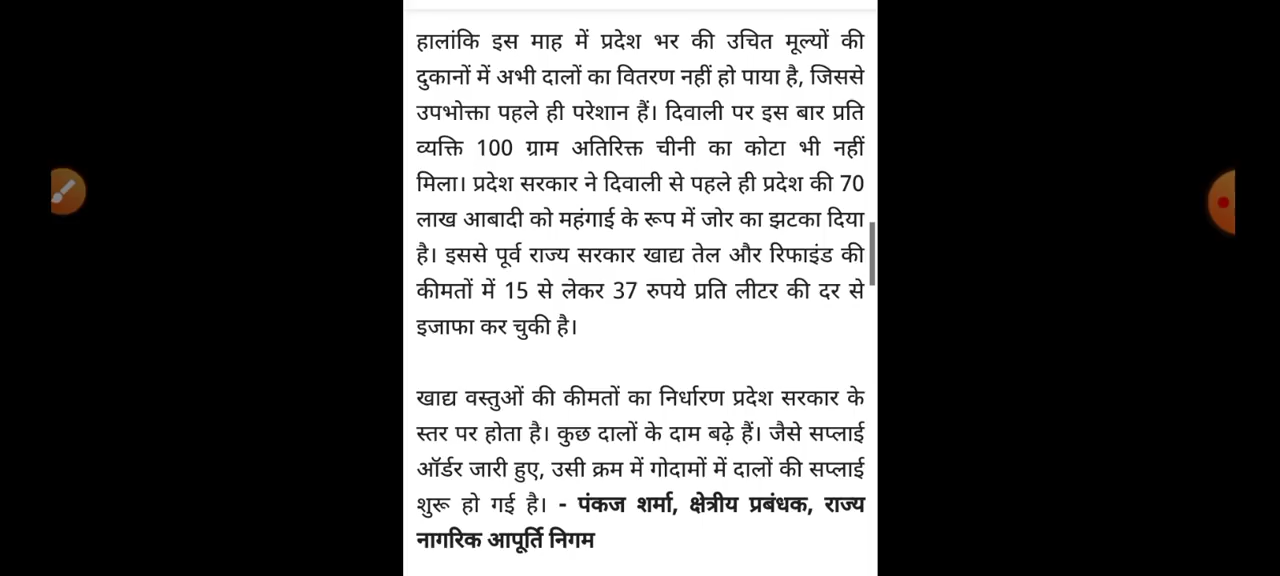 हालांकि इस माह में प्रदेश भर की उचित मूल्यों की
दुकानों में अभी दालों का वितरण नहीं हो पाया है, जिससे
उपभोक्ता पहले ही परेशान हैं। दिवाली पर इस बार प्रति
व्यक्ति 100 ग्राम अतिरिक्त चीनी का कोटा भी नहीं
मिला। प्रदेश सरकार ने दिवाली से पहले ही प्रदेश की 70
लाख आबादी को महंगाई के रूप में जोर का झटका दिया
है। इससे पूर्व राज्य सरकार खाद्य तेल और रिफाइंड की
कीमतों में 15 से लेकर 37 रुपये प्रति लीटर की दर से
इजाफा कर चुकी है।
खाद्य वस्तुओं की कीमतों का निर्धारण प्रदेश सरकार के
स्तर पर होता है। कुछ दालों के दाम बढ़े हैं। जैसे सप्लाई
ऑर्डर जारी हुए, उसी क्रम में गोदामों में दालों की सप्लाई
शुरू हो गई है। - पंकज शर्मा, क्षेत्रीय प्रबंधक, राज्य
नागरिक आपूर्ति निगम